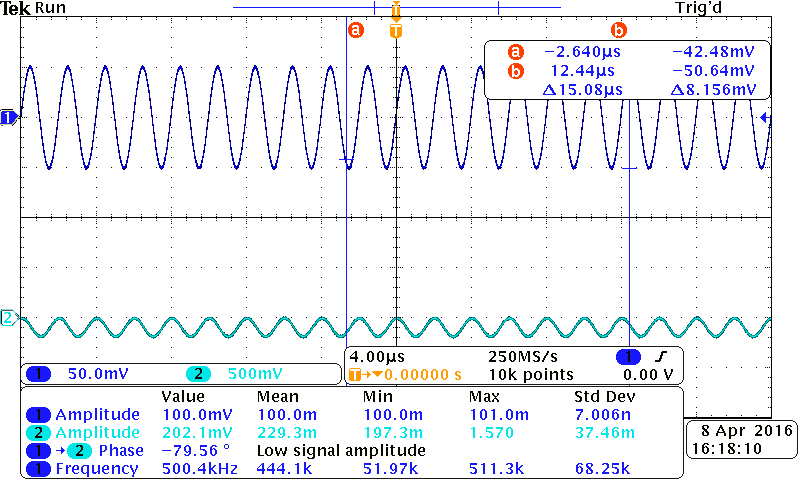 Tek Run Trig'd
T
a T b
a −2.640µs −42.48mV
b 12.44µs −50.64mV
Δ15.08µs Δ8.156mV
1
2
1 50.0mV 2 500mV
4.00µs 250MS/s 1
T→▼0.00000 s 10k points 0.00 V
Value Mean Min Max Std Dev
1 Amplitude 100.0mV 100.0m 100.0m 101.0m 7.006n
2 Amplitude 202.1mV 229.3m 197.3m 1.570 37.46m
1 → 2 Phase −79.56 ° Low signal amplitude
1 Frequency 500.4kHz 444.1k 51.97k 511.3k 68.25k
8 Apr 2016
16:18:10